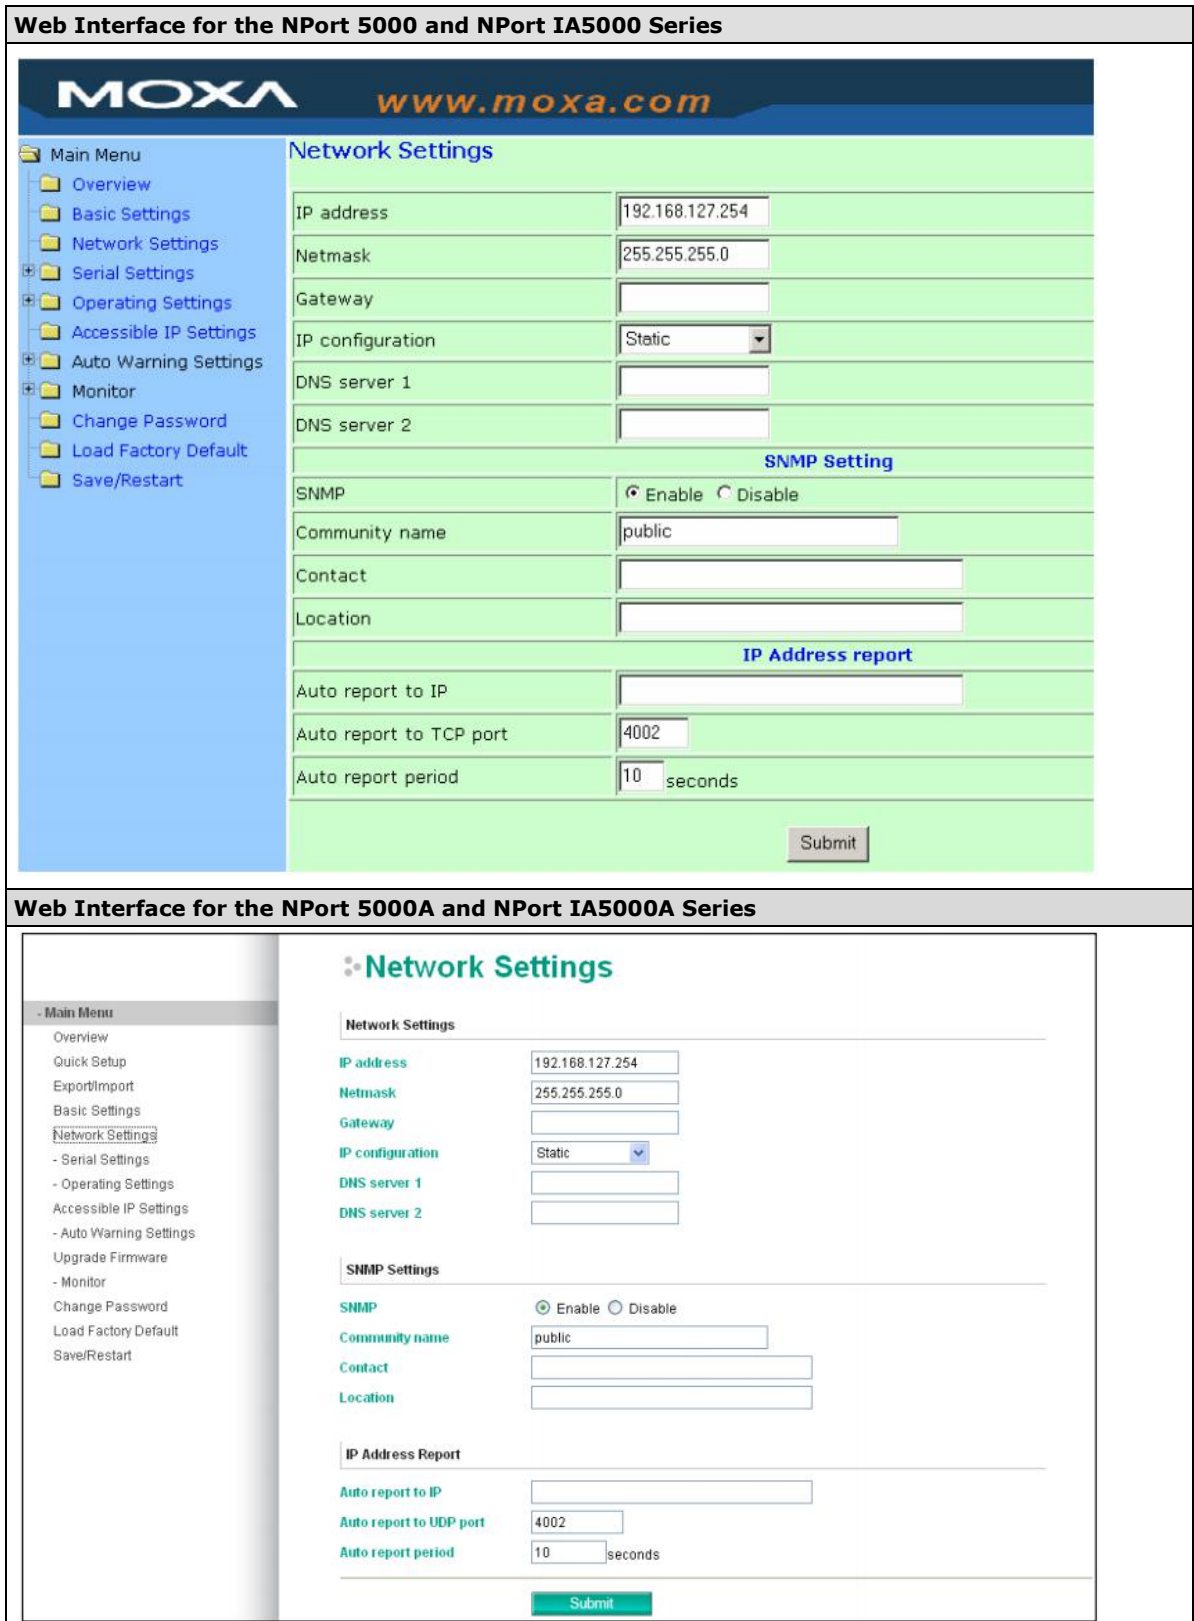 Web Interface for the NPort 5000 and NPort IA5000 Series
MOXA www.moxa.com
Main Menu
Overview
Basic Settings
Network Settings
Serial Settings
Operating Settings
Accessible IP Settings
Auto Warning Settings
Monitor
Change Password
Load Factory Default
Save/Restart
Network Settings
IP address 192.168.127.254
Netmask 255.255.255.0
Gateway
IP configuration Static
DNS server 1
DNS server 2
SNMP Setting
SNMP Enable Disable
Community name public
Contact
Location
IP Address report
Auto report to IP
Auto report to TCP port 4002
Auto report period 10 seconds
Submit
Web Interface for the NPort 5000A and NPort IA5000A Series
- Main Menu
Overview
Quick Setup
Export/Import
Basic Settings
Network Settings
- Serial Settings
- Operating Settings
Accessible IP Settings
- Auto Warning Settings
Upgrade Firmware
- Monitor
Change Password
Load Factory Default
Save/Restart
Network Settings
Network Settings
IP address 192.168.127.254
Netmask 255.255.255.0
Gateway
IP configuration Static
DNS server 1
DNS server 2
SNMP Settings
SNMP Enable Disable
Community name public
Contact
Location
IP Address Report
Auto report to IP
Auto report to UDP port 4002
Auto report period 10 seconds
Submit